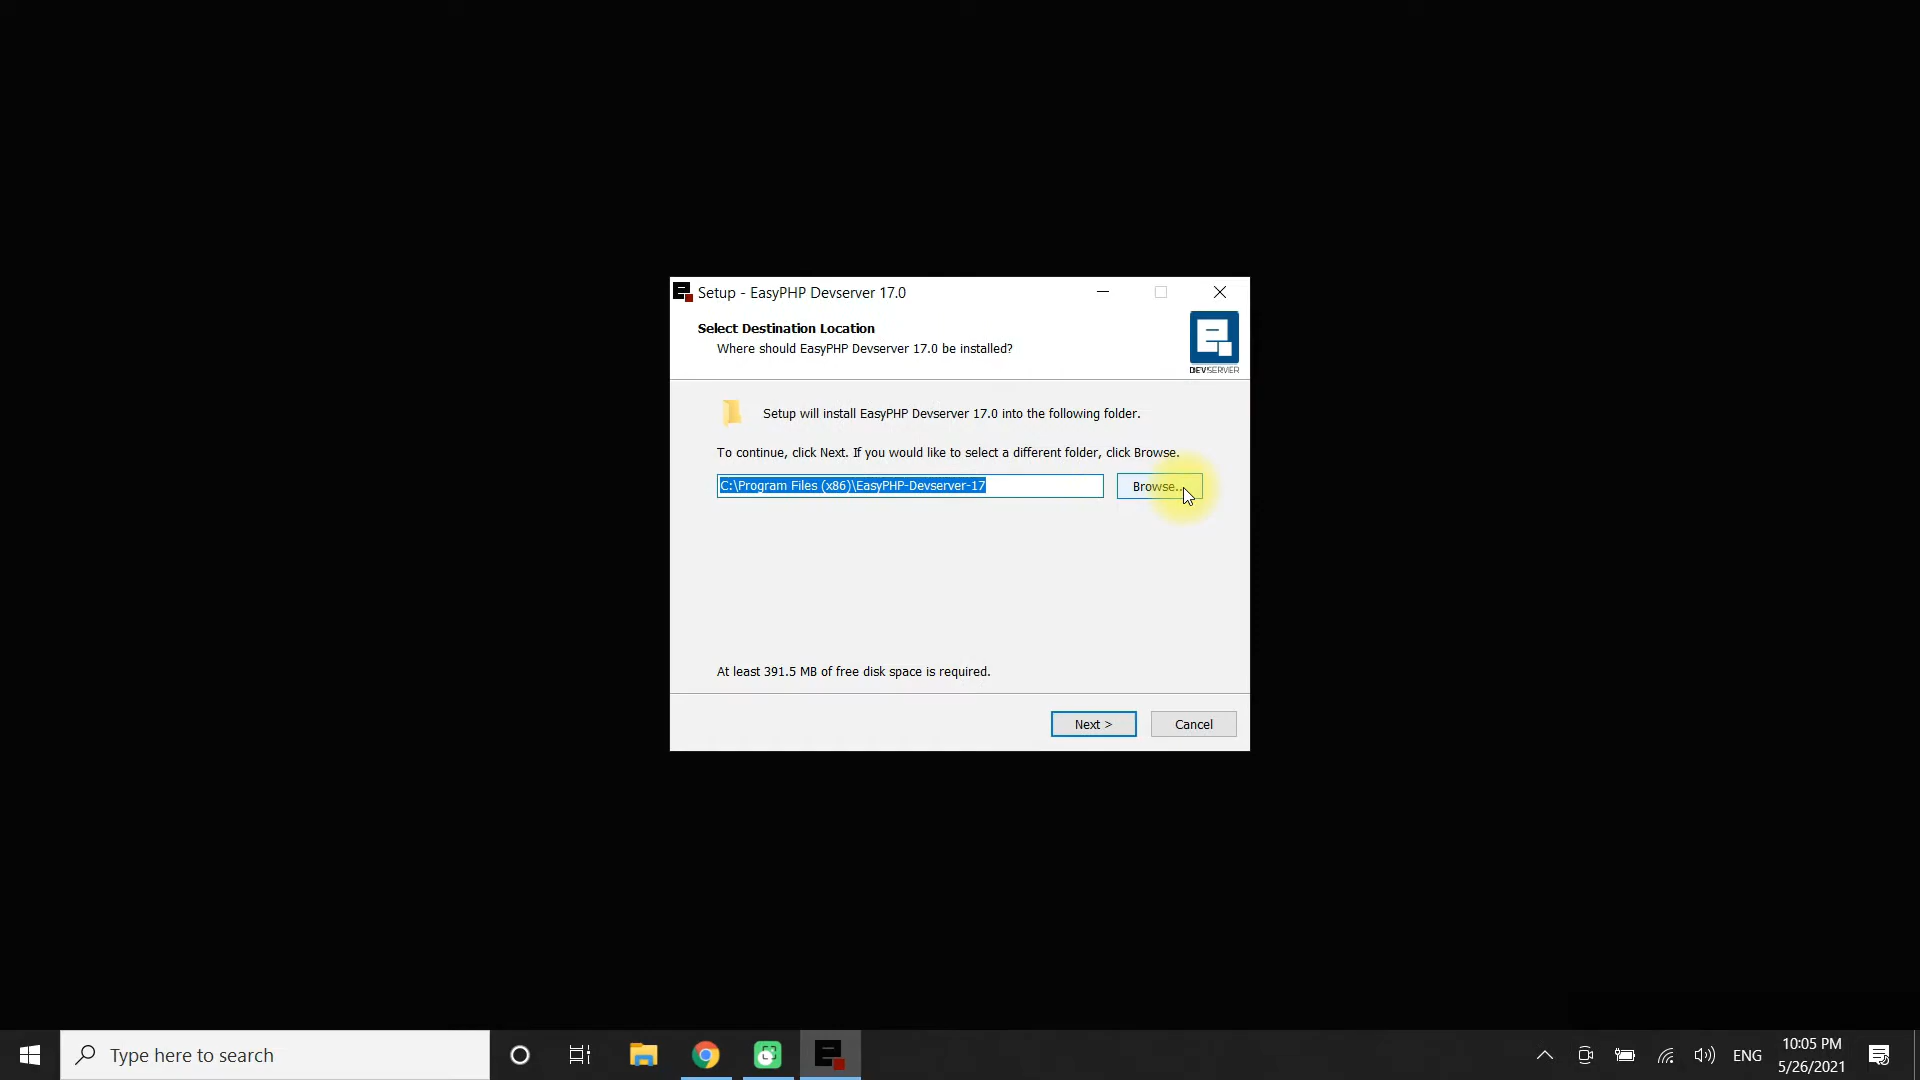 Setup - EasyPHP Devserver 17.0
Select Destination Location
Where should EasyPHP Devserver 17.0 be installed?
DEV'SERVER
Setup will install EasyPHP Devserver 17.0 into the following folder.
To continue, click Next. If you would like to select a different folder, click Browse.
C:\Program Files (x86)\EasyPHP-Devserver-17
Browse...
At least 391.5 MB of free disk space is required.
Next >
Cancel
Type here to search
ENG
10:05 PM
5/26/2021